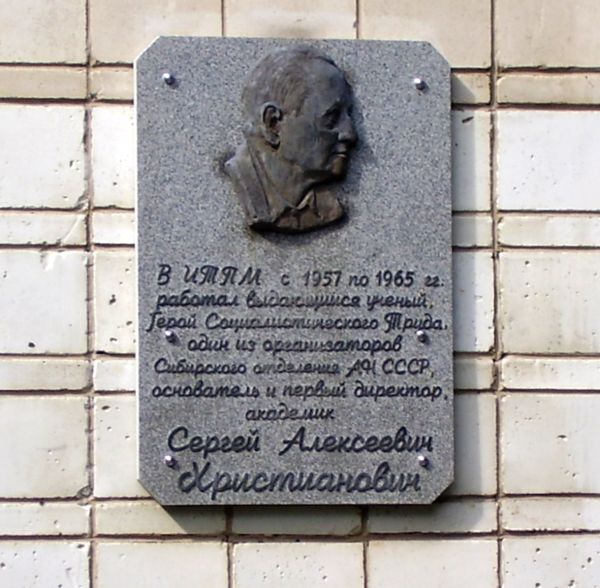 В ИТПМ с 1957 по 1965 гг.
работал выдающийся ученый,
Герой Социалистического Труда,
один из организаторов
Сибирского отделения АН СССР,
основатель и первый директор,
академик
Сергей Алексеевич
Христианович